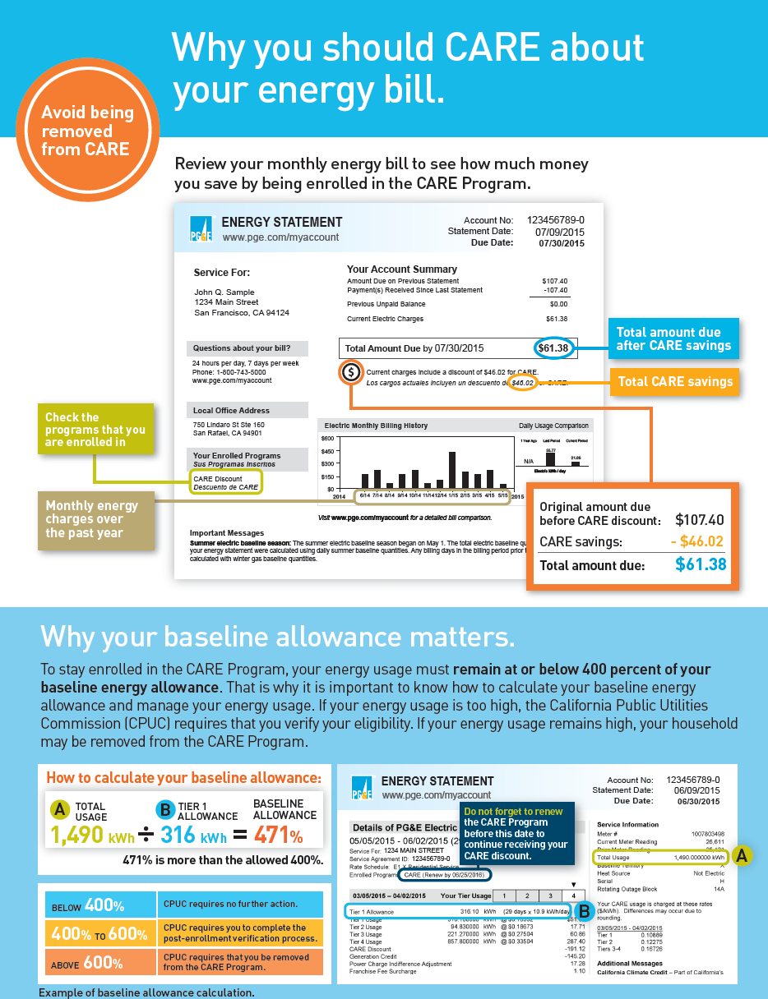 Why you should CARE about
your energy bill.
Avoid being
removed
from CARE
Review your monthly energy bill to see how much money
you save by being enrolled in the CARE Program.
PG&E
ENERGY STATEMENT
www.pge.com/myaccount
Account No: 123456789-0
Statement Date: 07/09/2015
Due Date: 07/30/2015
Service For:
John Q. Sample
1234 Main Street
San Francisco, CA 94124
Your Account Summary
Amount Due on Previous Statement $107.40
Payment(s) Received Since Last Statement -107.40
Previous Unpaid Balance $0.00
Current Electric Charges $61.38
Total Amount Due by 07/30/2015 $61.38
Total amount due
after CARE savings
Questions about your bill?
24 hours per day, 7 days per week
Phone: 1-800-743-5000
www.pge.com/myaccount
$
Current charges include a discount of $46.02 for CARE.
Los cargos actuales incluyen un descuento de $46.02 por CARE.
Total CARE savings
Local Office Address
750 Lindaro St Ste 160
San Rafael, CA 94901
Check the
programs that you
are enrolled in
Your Enrolled Programs
Sus Programas Inscritos
CARE Discount
Descuento de CARE
Monthly energy
charges over
the past year
Electric Monthly Billing History
Daily Usage Comparison
$600
$450
$300
$150
$0
2014 6/14 7/14 8/14 9/14 10/14 11/14 12/14 1/15 2/15 3/15 4/15 5/15 2015
1 Year Ago Last Period Current Period
N/A
55.77
21.86
Electric kWh / day
Visit www.pge.com/myaccount for a detailed bill comparison.
Important Messages
Summer electric baseline season: The summer electric baseline season began on May 1. The total electric baseline qu
your energy statement were calculated using daily summer baseline quantities. Any billing days in the billing period prior t
calculated with winter gas baseline quantities.
Original amount due
before CARE discount: $107.40
CARE savings: - $46.02
Total amount due: $61.38
Why your baseline allowance matters.
To stay enrolled in the CARE Program, your energy usage must remain at or below 400 percent of your
baseline energy allowance. That is why it is important to know how to calculate your baseline energy
allowance and manage your energy usage. If your energy usage is too high, the California Public Utilities
Commission (CPUC) requires that you verify your eligibility. If your energy usage remains high, your household
may be removed from the CARE Program.
How to calculate your baseline allowance:
A TOTAL
USAGE
1,490 kWh
÷
B TIER 1
ALLOWANCE
316 kWh
=
BASELINE
ALLOWANCE
471%
471% is more than the allowed 400%.
BELOW 400% CPUC requires no further action.
400% TO 600% CPUC requires you to complete the
post-enrollment verification process.
ABOVE 600% CPUC requires that you be removed
from the CARE Program.
Example of baseline allowance calculation.
PG&E
ENERGY STATEMENT
www.pge.com/myaccount
Account No: 123456789-0
Statement Date: 06/09/2015
Due Date: 06/30/2015
Do not forget to renew
the CARE Program
before this date to
continue receiving your
CARE discount.
Details of PG&E Electric
05/05/2015 - 06/02/2015 (2
Service For: 1234 MAIN STREET
Service Agreement ID: 123456789-0
Rate Schedule: E1 X Residential Service
Enrolled Programs CARE (Renew by 06/25/2016)
03/05/2015 – 04/02/2015 Your Tier Usage 1 2 3 4
Tier 1 Allowance 316.10 kWh (29 days x 10.9 kWh/day)
B
Tier 1 Usage
Tier 2 Usage 94.830000 kWh @ $0.18673 17.71
Tier 3 Usage 221.270000 kWh @ $0.27504 60.86
Tier 4 Usage 857.800000 kWh @ $0.33504 287.40
CARE Discount -191.12
Generation Credit -145.20
Power Charge Indifference Adjustment 17.28
Franchise Fee Surcharge 1.10
Service Information
Meter # 1007803498
Current Meter Reading 26,611
Total Usage 1,490.000000 kWh
A
Baseline Territory X
Heat Source Not Electric
Serial H
Rotating Outage Block 14A
Your CARE usage is charged at these rates
($/kWh). Differences may occur due to
rounding.
03/05/2015 - 04/02/2015
Tier 1 0.10889
Tier 2 0.12275
Tiers 3-4 0.16726
Additional Messages
California Climate Credit – Part of California's